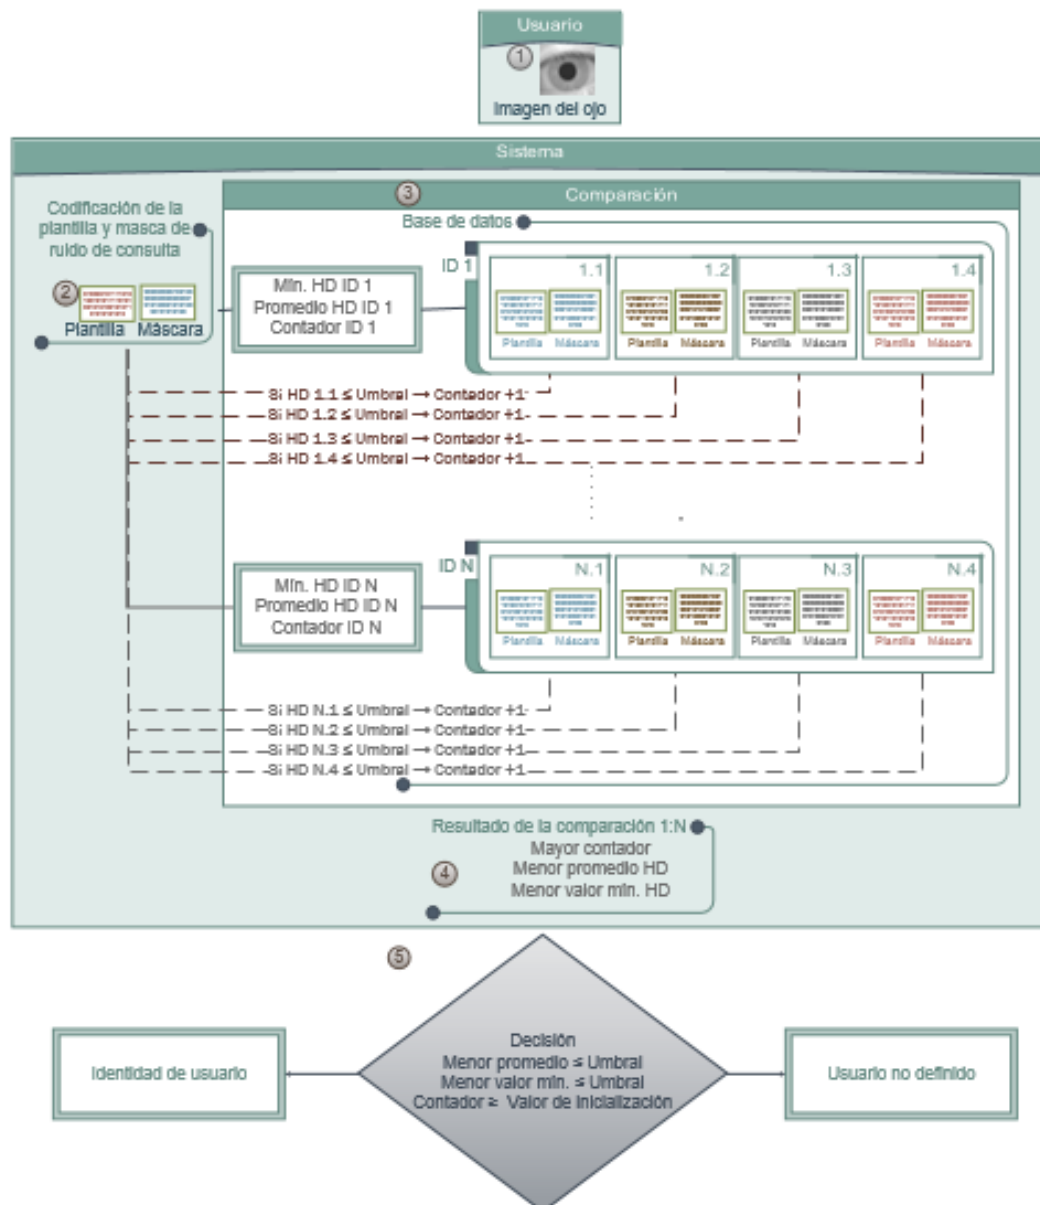 Usuario
1
Imagen del ojo
Sistema
3
Comparación
Codificación de la
plantilla y masca de
ruido de consulta
2
Plantilla Máscara
Base de datos
ID 1
Mín. HD ID 1
Promedio HD ID 1
Contador ID 1
1.1 1.2 1.3 1.4
Plantilla Máscara Plantilla Máscara Plantilla Máscara Plantilla Máscara
Si HD 1.1 ≤ Umbral → Contador +1
Si HD 1.2 ≤ Umbral → Contador +1
Si HD 1.3 ≤ Umbral → Contador +1
Si HD 1.4 ≤ Umbral → Contador +1
ID N
Mín. HD ID N
Promedio HD ID N
Contador ID N
N.1 N.2 N.3 N.4
Plantilla Máscara Plantilla Máscara Plantilla Máscara Plantilla Máscara
Si HD N.1 ≤ Umbral → Contador +1
Si HD N.2 ≤ Umbral → Contador +1
Si HD N.3 ≤ Umbral → Contador +1
Si HD N.4 ≤ Umbral → Contador +1
Resultado de la comparación 1:N
4
Mayor contador
Menor promedio HD
Menor valor mín. HD
5
Decisión
Menor promedio ≤ Umbral
Menor valor mín. ≤ Umbral
Contador ≥ Valor de inicialización
Identidad de usuario
Usuario no definido